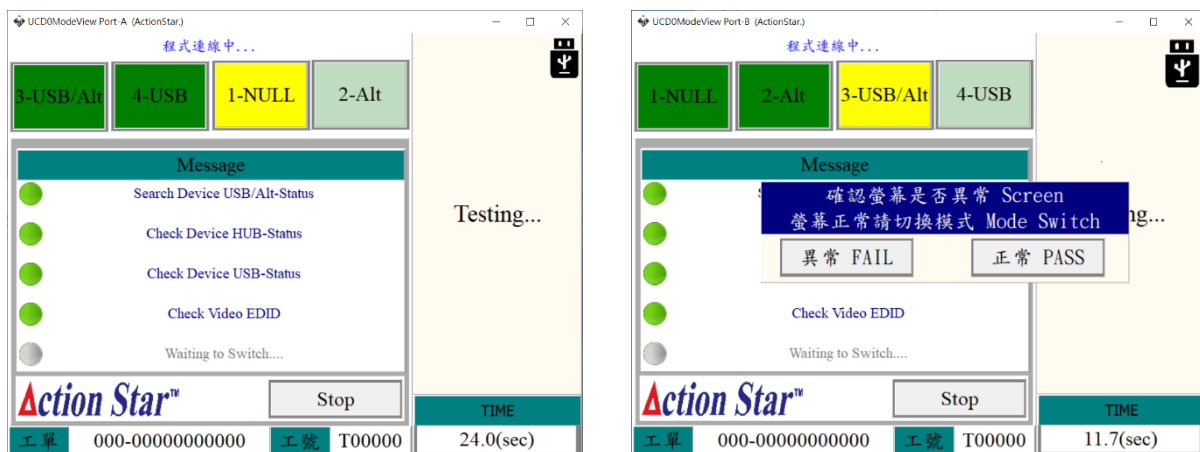 UCD0ModeView Port-A (ActionStar.)
程式連線中...
3-USB/Alt
4-USB
1-NULL
2-Alt
Message
Search Device USB/Alt-Status
Check Device HUB-Status
Check Device USB-Status
Check Video EDID
Waiting to Switch....
Testing...
Action Star™
Stop
TIME
工單 000-00000000000 工號 T00000
24.0(sec)
UCD0ModeView Port-B (ActionStar.)
程式連線中...
1-NULL
2-Alt
3-USB/Alt
4-USB
Message
確認螢幕是否異常 Screen
螢幕正常請切換模式 Mode Switch
異常 FAIL
正常 PASS
Check Video EDID
Waiting to Switch....
Action Star™
Stop
TIME
工單 000-00000000000 工號 T00000
11.7(sec)